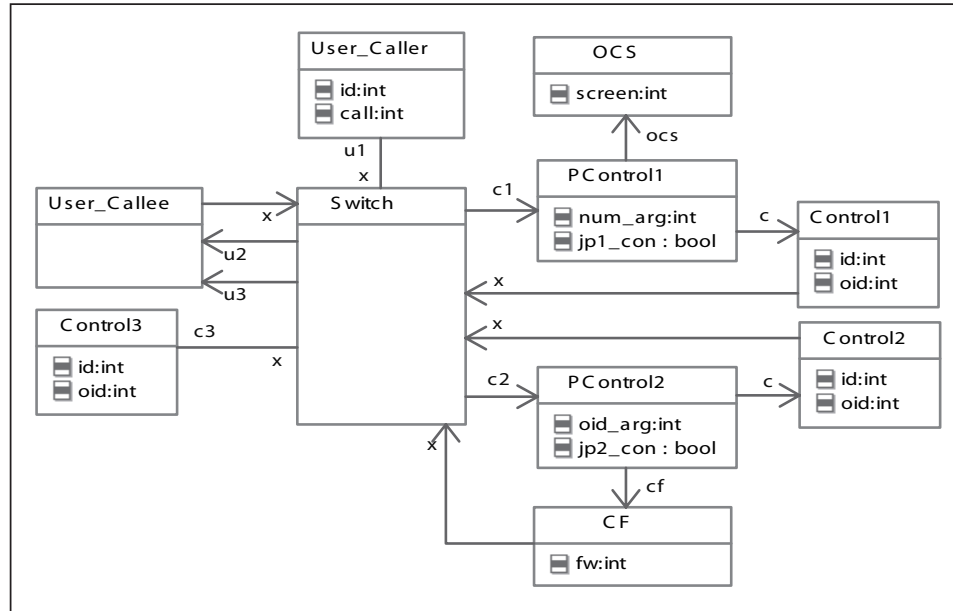 User_Caller
id:int
call:int
u1
x
OCS
screen:int
ocs
User_Callee
x
u2
u3
Switch
c1
PControl1
num_arg:int
jp1_con : bool
c
Control1
id:int
oid:int
x
Control3
id:int
oid:int
c3
x
x
Control2
id:int
oid:int
c2
PControl2
oid_arg:int
jp2_con : bool
c
x
cf
CF
fw:int